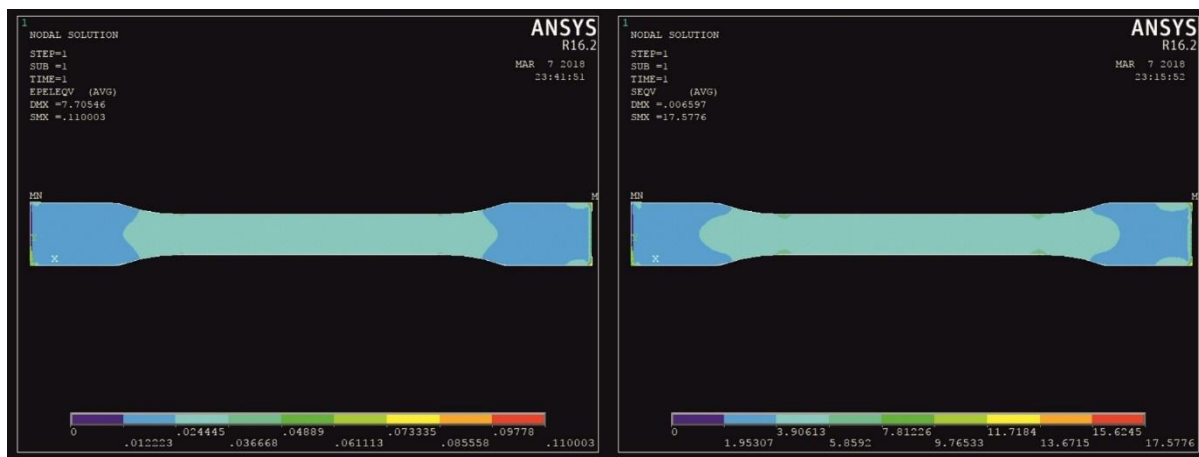 1
ANSYS
R16.2
NODAL SOLUTION
STEP=1
SUB =1
TIME=1
EPELEQV (AVG)
DMX =7.70546
SMX =.110003
MAR 7 2018
23:41:51
MN
M
X
0 .024445 .04889 .073335 .09778
.012223 .036668 .061113 .085558 .110003
1
ANSYS
R16.2
NODAL SOLUTION
STEP=1
SUB =1
TIME=1
SEQV (AVG)
DMX =.006597
SMX =17.5776
MAR 7 2018
23:15:52
MN
M
X
0 3.90613 7.81226 11.7184 15.6245
1.95307 5.8592 9.76533 13.6715 17.5776